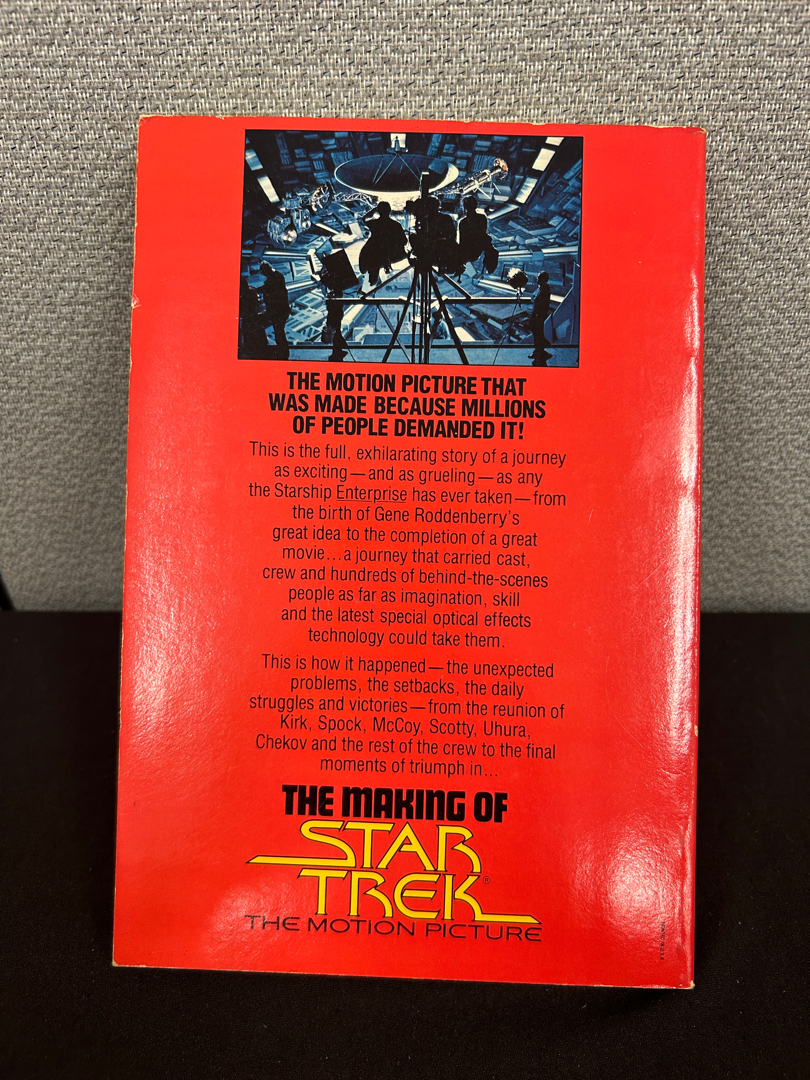 THE MOTION PICTURE THAT
WAS MADE BECAUSE MILLIONS
OF PEOPLE DEMANDED IT!
This is the full, exhilarating story of a journey
as exciting—and as grueling—as any
the Starship Enterprise has ever taken—from
the birth of Gene Roddenberry's
great idea to the completion of a great
movie...a journey that carried cast,
crew and hundreds of behind-the-scenes
people as far as imagination, skill
and the latest special optical effects
technology could take them.
This is how it happened—the unexpected
problems, the setbacks, the daily
struggles and victories—from the reunion of
Kirk, Spock, McCoy, Scotty, Uhura,
Chekov and the rest of the crew to the final
moments of triumph in...
THE MAKING OF
STAR
TREK®
THE MOTION PICTURE